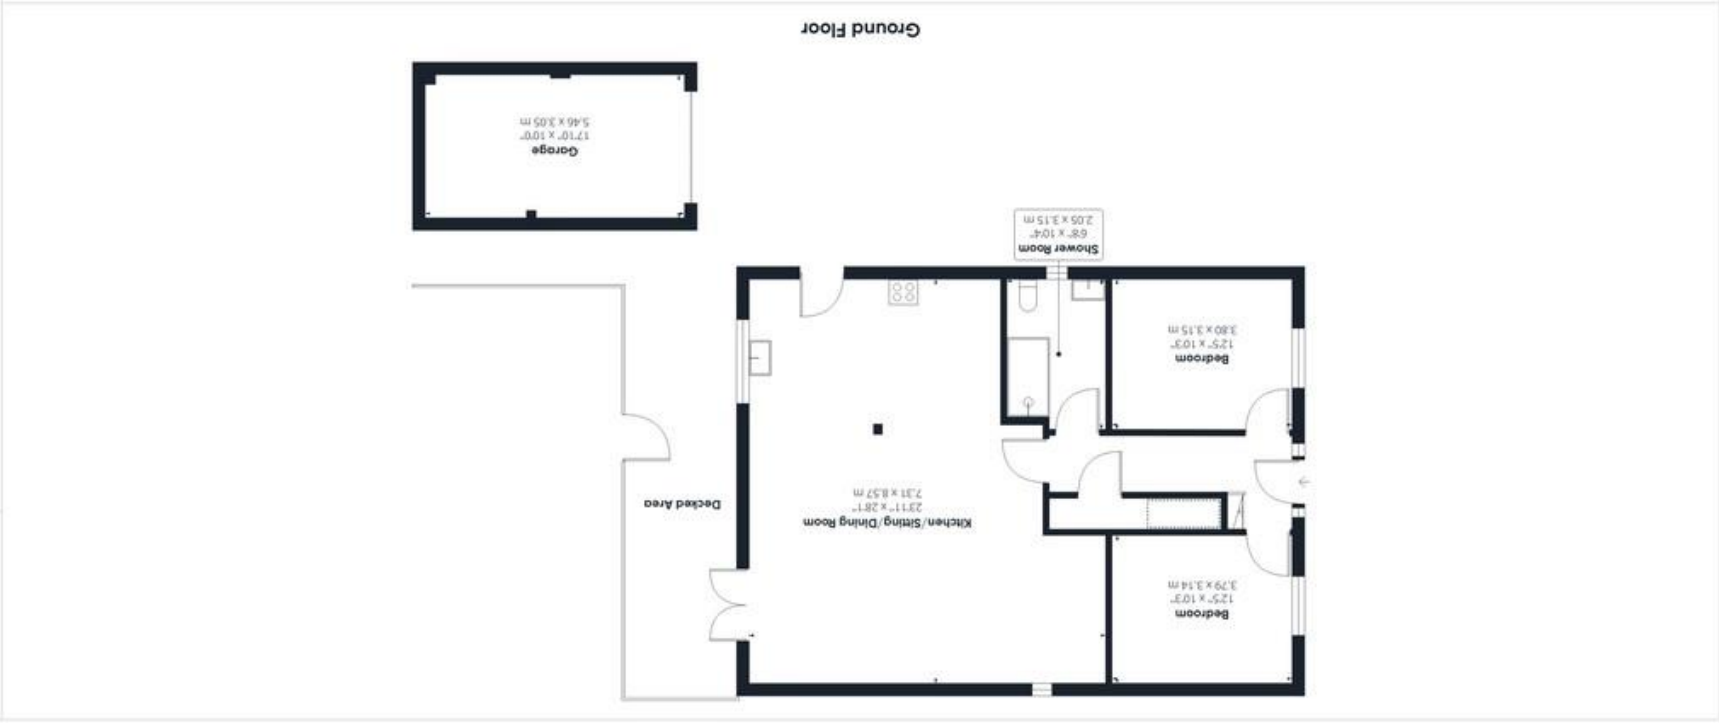 Bedroom
12'5" x 10'3"
3.79 x 3.14 m
Kitchen/Sitting/Dining Room
23'11" x 28'1"
7.31 x 8.57 m
Decked Area
Bedroom
12'5" x 10'3"
3.80 x 3.15 m
Shower Room
6'8" x 10'4"
2.05 x 3.15 m
Garage
17'10" x 10'0"
5.46 x 3.05 m
Ground Floor